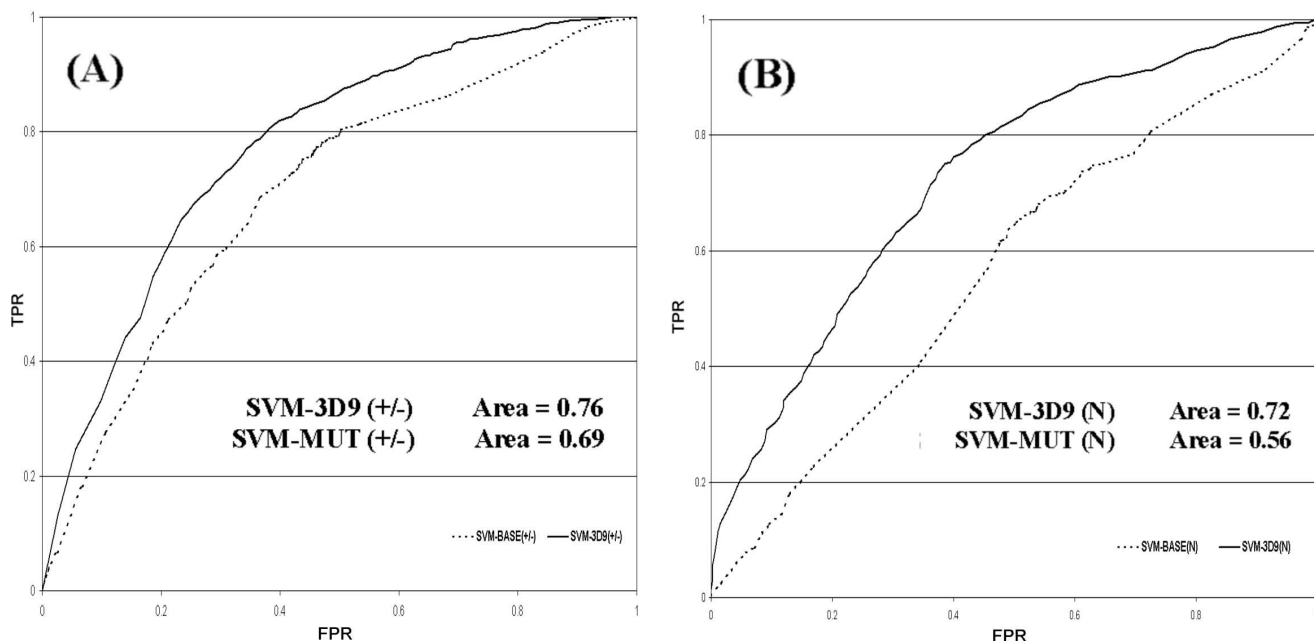 (A)
1
0.8
0.6
0.4
0.2
0
TPR
SVM-3D9 (+/-) Area = 0.76
SVM-MUT (+/-) Area = 0.69
SVM-BASE(+/-) SVM-3D9(+/-)
0 0.2 0.4 0.6 0.8 1
FPR
(B)
1
0.8
0.6
0.4
0.2
0
TPR
SVM-3D9 (N) Area = 0.72
SVM-MUT (N) Area = 0.56
SVM-BASE(N) SVM-3D9(N)
0 0.2 0.4 0.6 0.8
FPR